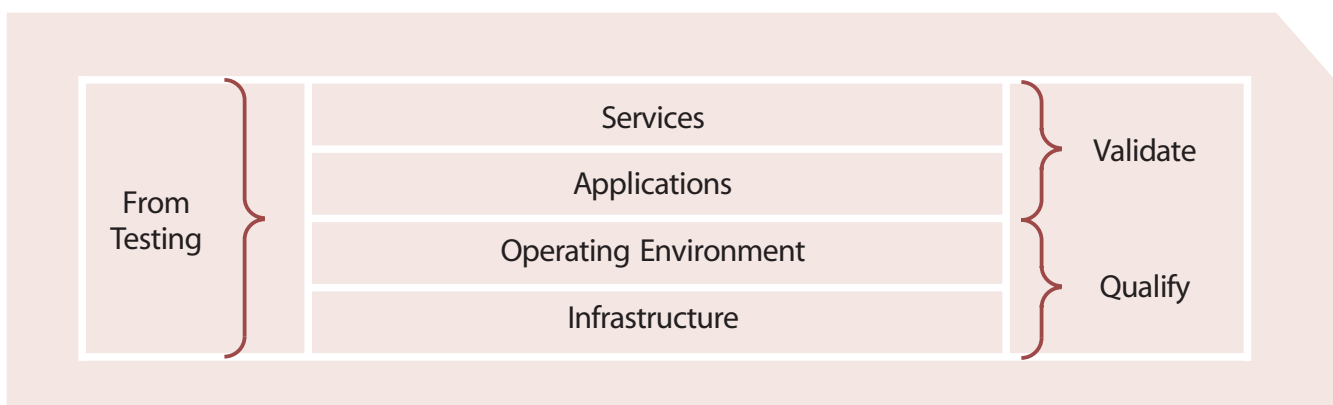 From
Testing
Services
Applications
Operating Environment
Infrastructure
Validate
Qualify